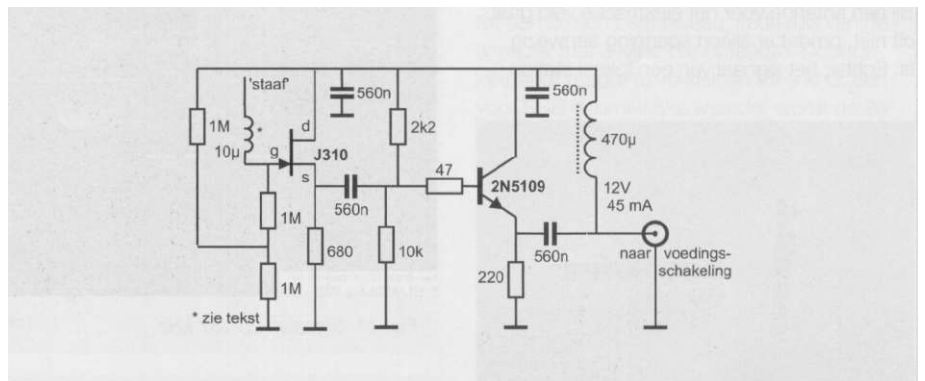 'staaf'
560n
560n
1M
*
10µ
d
g
J310
s
2k2
47
470µ
2N5109
12V
45 mA
1M
560n
680
10k
560n
naar voedings-
schakeling
220
1M
* zie tekst